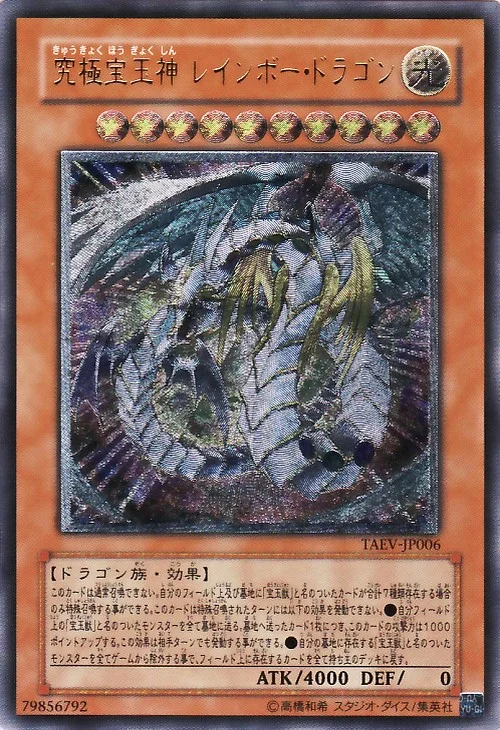 きゅうきょく ほう ぎょく しん
究極宝玉神 レインボー・ドラゴン
光
TAEV-JP006
【ドラゴン族・効果】
このカードは通常召喚できない。自分のフィールド上及び墓地に「宝玉獣」と名のついたカードが合計7種類存在する場合
のみ特殊召喚する事ができる。このカードは特殊召喚されたターンには以下の効果を発動できない。●自分フィールド
上の「宝玉獣」と名のついたモンスターを全て墓地に送る。墓地へ送ったカード1枚につき、このカードの攻撃力は1000
ポイントアップする。この効果は相手ターンでも発動する事ができる。●自分の墓地に存在する「宝玉獣」と名のついた
モンスターを全てゲームから除外する事で、フィールド上に存在するカードを全て持ち主のデッキに戻す。
ATK/4000 DEF/ 0
79856792
©高橋和希 スタジオ・ダイス/集英社